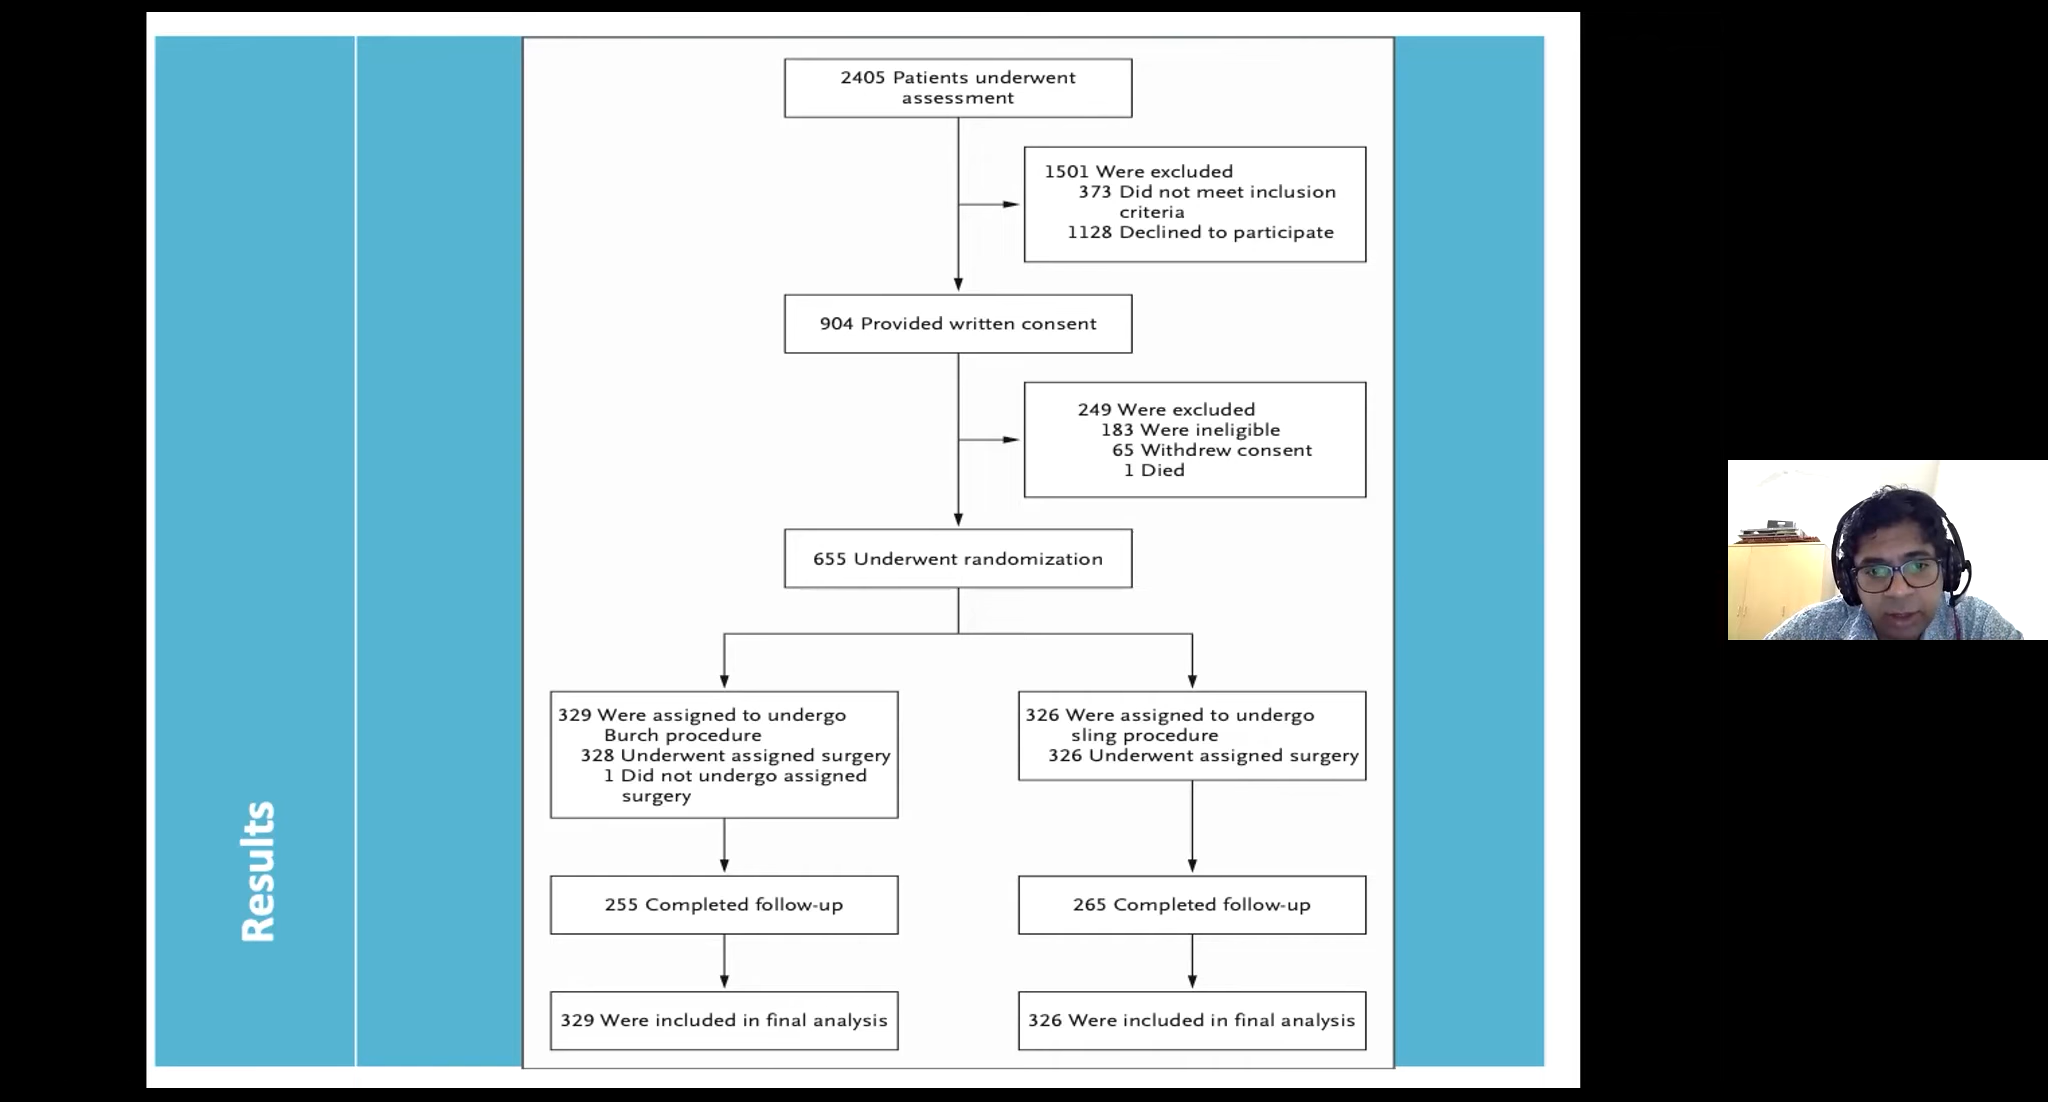 2405 Patients underwent
assessment
1501 Were excluded
373 Did not meet inclusion
criteria
1128 Declined to participate
904 Provided written consent
249 Were excluded
183 Were ineligible
65 Withdrew consent
1 Died
655 Underwent randomization
329 Were assigned to undergo
Burch procedure
328 Underwent assigned surgery
1 Did not undergo assigned
surgery
326 Were assigned to undergo
sling procedure
326 Underwent assigned surgery
255 Completed follow-up
265 Completed follow-up
329 Were included in final analysis
326 Were included in final analysis
Results